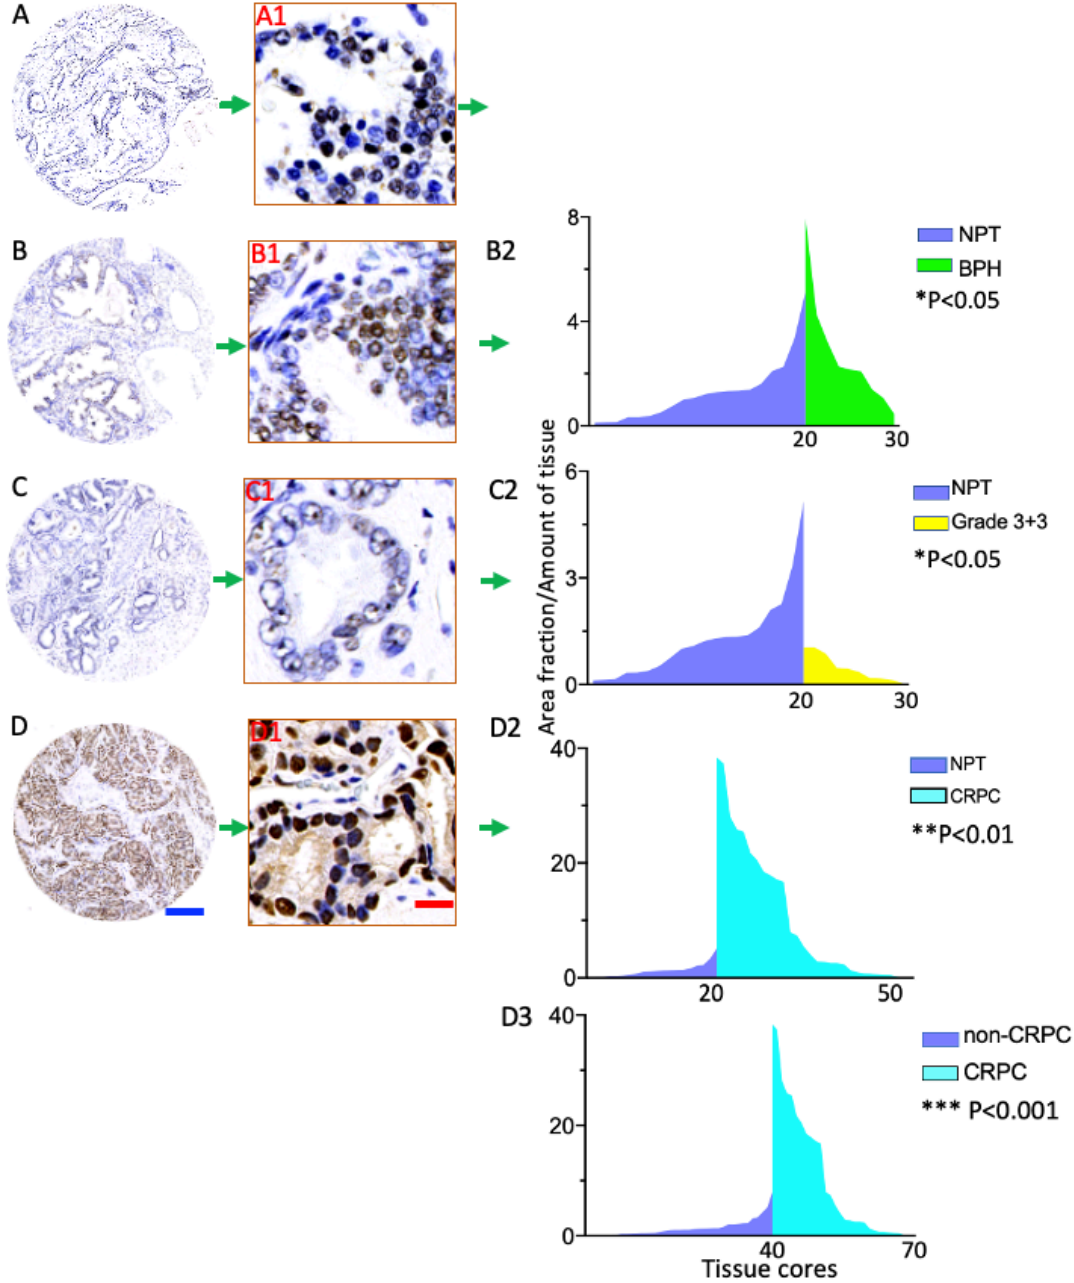 A
A1
B
B1
B2
8
4
0
20
30
NPT
BPH
*P<0.05
Area fraction/Amount of tissue
C
C1
C2
6
3
0
20
30
NPT
Grade 3+3
*P<0.05
D
D1
D2
40
20
0
20
50
NPT
CRPC
**P<0.01
D3
40
20
0
40
70
non-CRPC
CRPC
*** P<0.001
Tissue cores